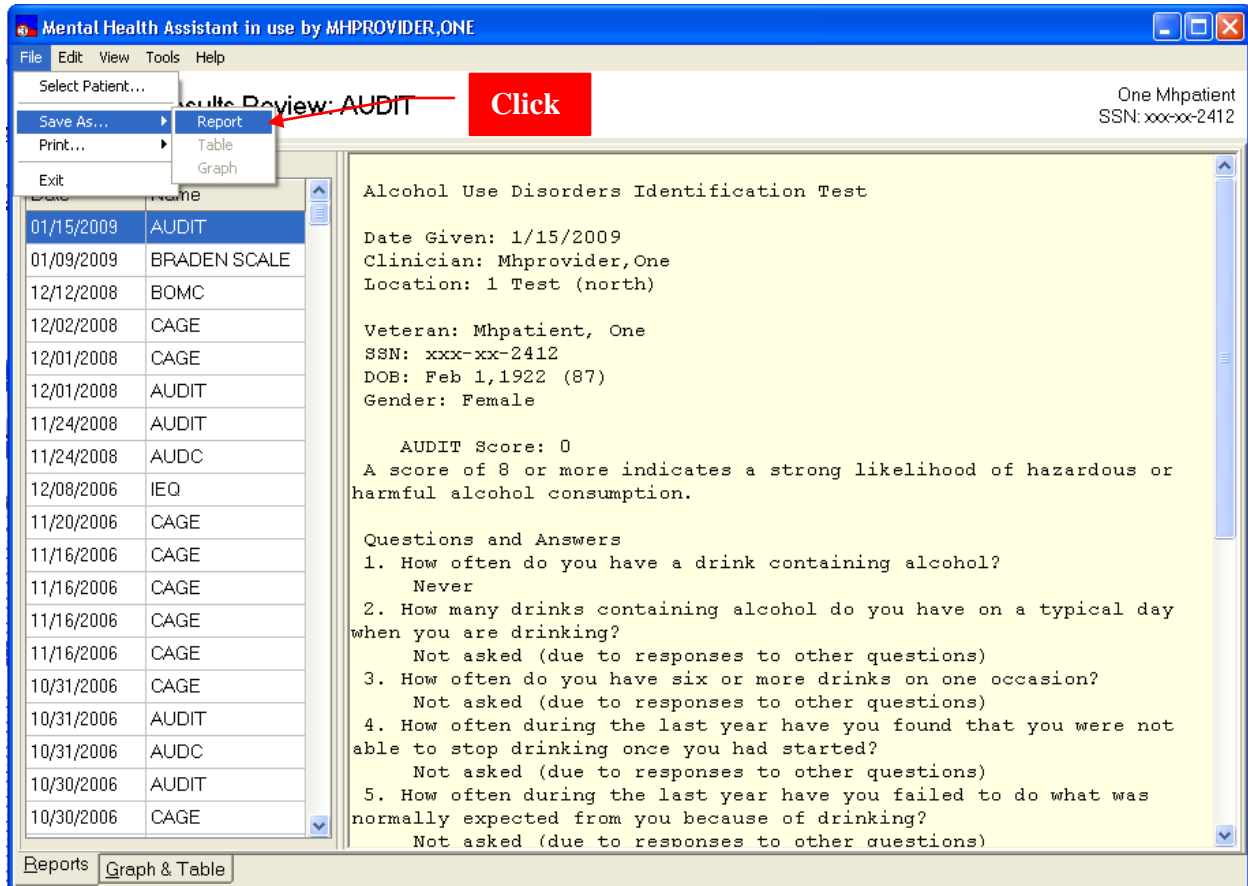 Mental Health Assistant in use by MHPROVIDER,ONE
File Edit View Tools Help
Select Patient...
Save As...
Print...
Exit
Report
Table
Graph
Review: AUDIT
Click
One Mhpatient
SSN: xxx-xx-2412
Date Name
01/15/2009 AUDIT
01/09/2009 BRADEN SCALE
12/12/2008 BOMC
12/02/2008 CAGE
12/01/2008 CAGE
12/01/2008 AUDIT
11/24/2008 AUDIT
11/24/2008 AUDC
12/08/2006 IEQ
11/20/2006 CAGE
11/16/2006 CAGE
11/16/2006 CAGE
11/16/2006 CAGE
11/16/2006 CAGE
10/31/2006 CAGE
10/31/2006 AUDIT
10/31/2006 AUDC
10/30/2006 AUDIT
10/30/2006 CAGE
Alcohol Use Disorders Identification Test
Date Given: 1/15/2009
Clinician: Mhprovider,One
Location: 1 Test (north)
Veteran: Mhpatient, One
SSN: xxx-xx-2412
DOB: Feb 1,1922 (87)
Gender: Female
AUDIT Score: 0
A score of 8 or more indicates a strong likelihood of hazardous or
harmful alcohol consumption.
Questions and Answers
1. How often do you have a drink containing alcohol?
Never
2. How many drinks containing alcohol do you have on a typical day
when you are drinking?
Not asked (due to responses to other questions)
3. How often do you have six or more drinks on one occasion?
Not asked (due to responses to other questions)
4. How often during the last year have you found that you were not
able to stop drinking once you had started?
Not asked (due to responses to other questions)
5. How often during the last year have you failed to do what was
normally expected from you because of drinking?
Not asked (due to responses to other questions)
Reports Graph & Table